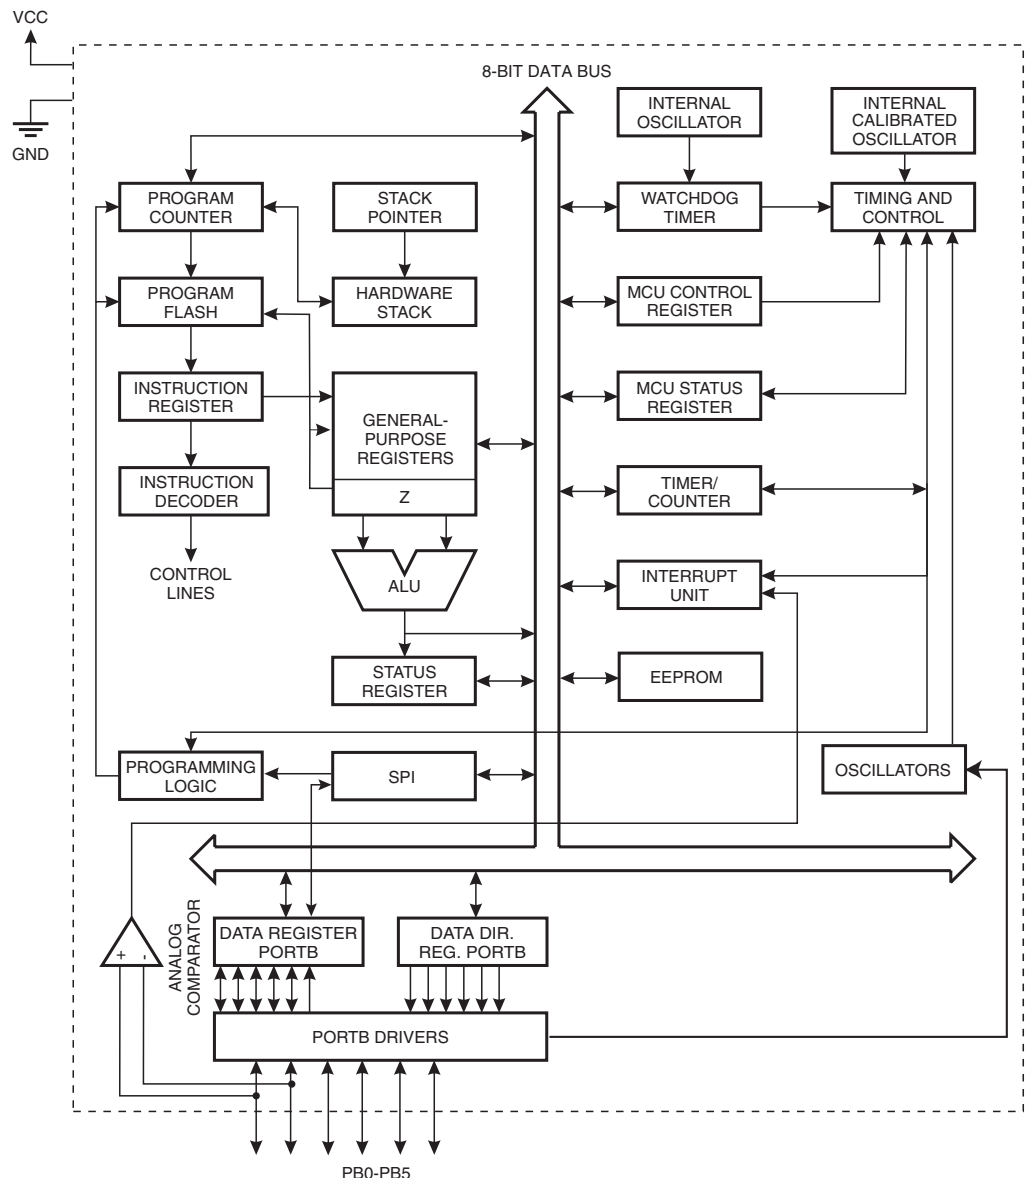 VCC
GND
8-BIT DATA BUS
INTERNAL
OSCILLATOR
INTERNAL
CALIBRATED
OSCILLATOR
PROGRAM
COUNTER
STACK
POINTER
WATCHDOG
TIMER
TIMING AND
CONTROL
PROGRAM
FLASH
HARDWARE
STACK
MCU CONTROL
REGISTER
INSTRUCTION
REGISTER
GENERAL-
PURPOSE
REGISTERS
Z
MCU STATUS
REGISTER
INSTRUCTION
DECODER
TIMER/
COUNTER
CONTROL
LINES
ALU
INTERRUPT
UNIT
STATUS
REGISTER
EEPROM
PROGRAMMING
LOGIC
SPI
OSCILLATORS
ANALOG
COMPARATOR
+ -
DATA REGISTER
PORTB
DATA DIR.
REG. PORTB
PORTB DRIVERS
PB0-PB5